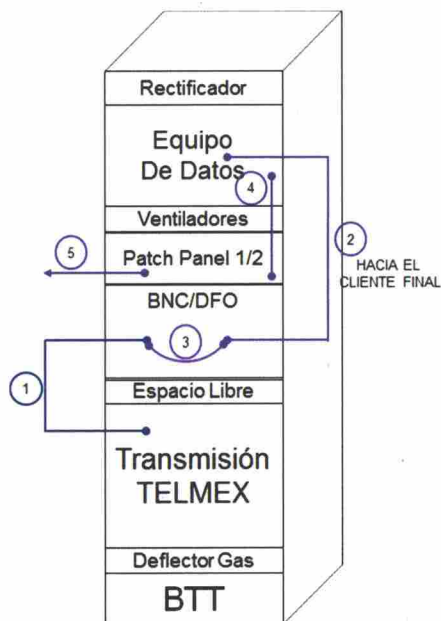 Rectificador
Equipo
De Datos
4
Ventiladores
5
Patch Panel 1/2
2
HACIA EL
CLIENTE FINAL
BNC/DFO
3
1
Espacio Libre
Transmisión
TELMEX
Deflector Gas
BTT